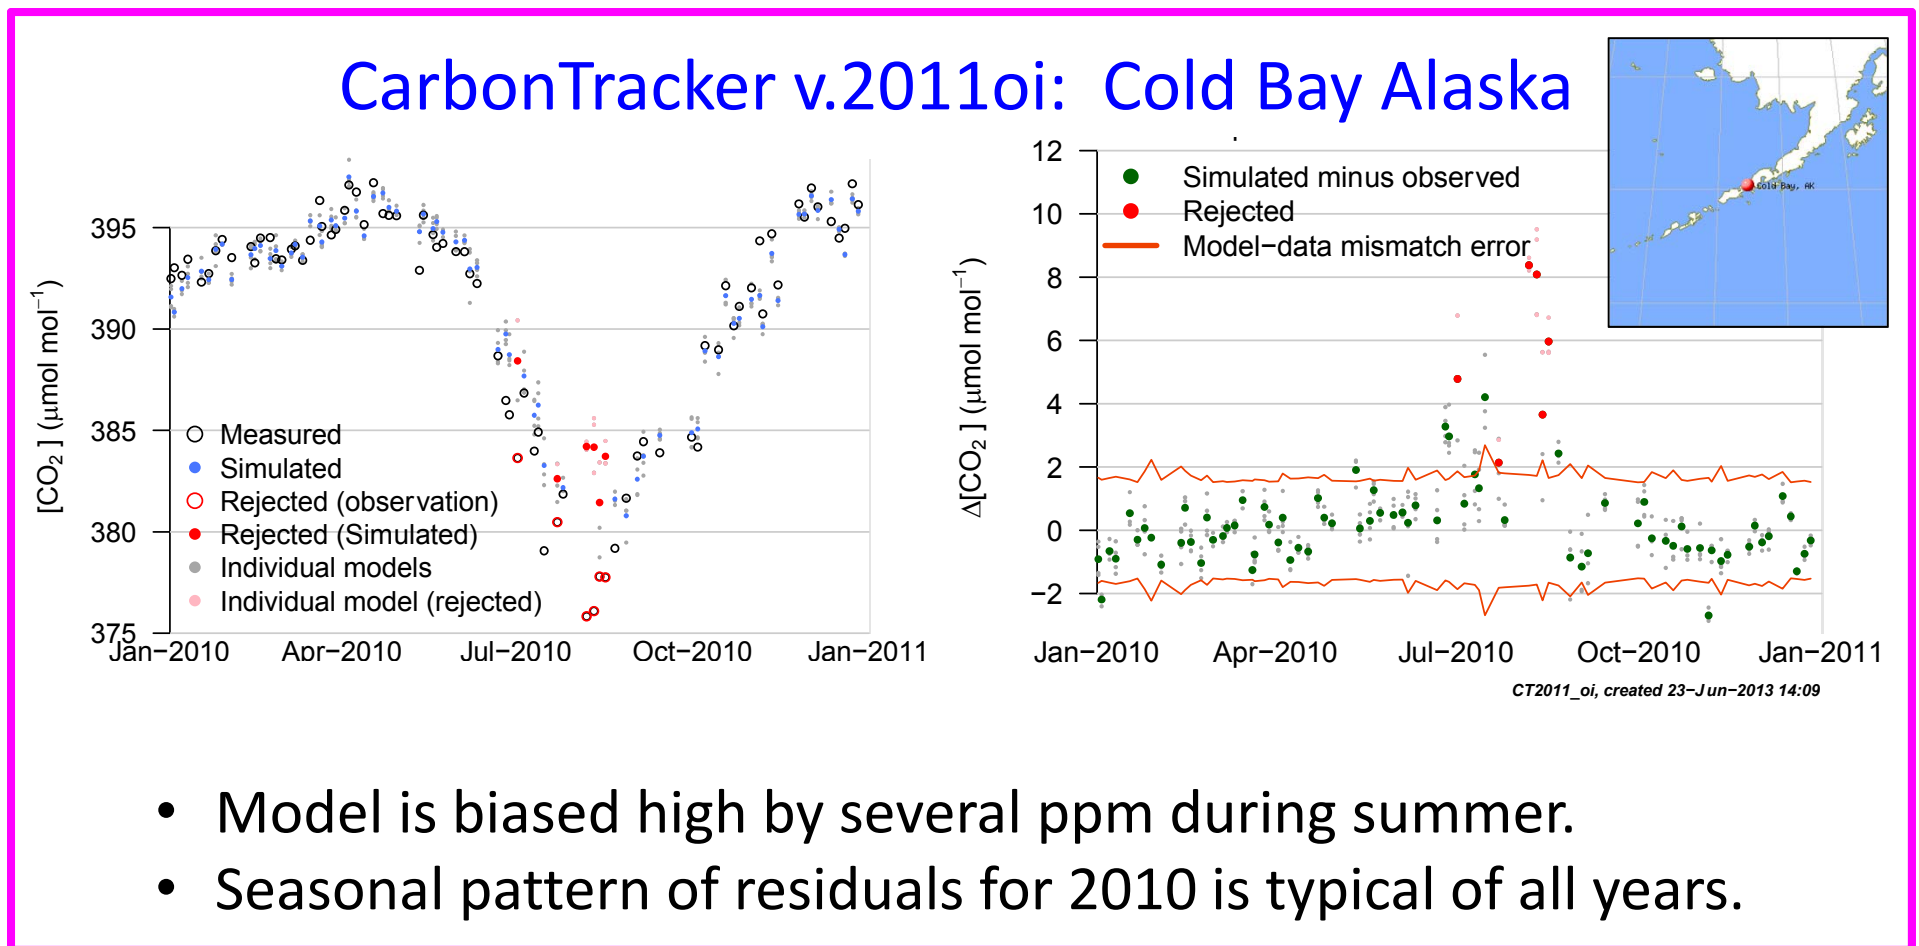 CarbonTracker v.2011oi: Cold Bay Alaska
Cold Bay, AK
[CO2] (μmol mol−1)
395
390
385
380
375
Measured
Simulated
Rejected (observation)
Rejected (Simulated)
Individual models
Individual model (rejected)
Jan−2010 Apr−2010 Jul−2010 Oct−2010 Jan−2011
Δ[CO2] (μmol mol−1)
12
10
8
6
4
2
0
−2
Simulated minus observed
Rejected
Model−data mismatch error
Jan−2010 Apr−2010 Jul−2010 Oct−2010 Jan−2011
CT2011_oi, created 23−Jun−2013 14:09
• Model is biased high by several ppm during summer.
• Seasonal pattern of residuals for 2010 is typical of all years.